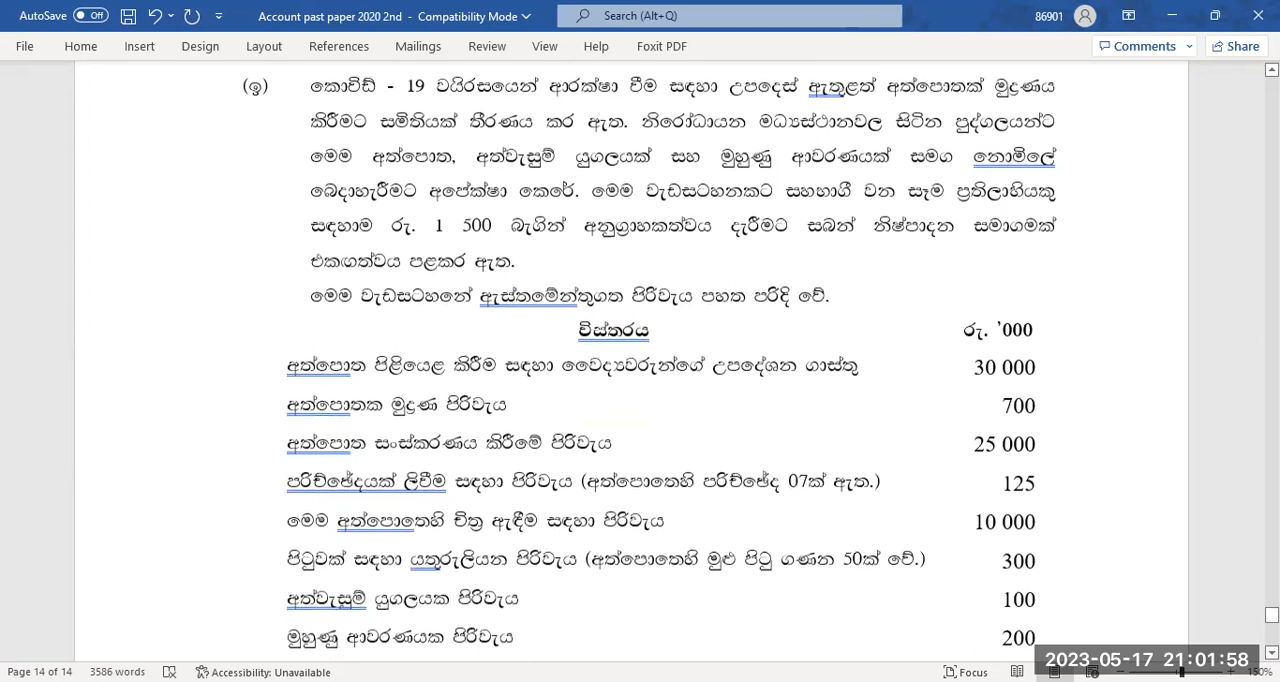 AutoSave Off Account past paper 2020 2nd - Compatibility Mode Search (Alt+Q) 86901
File Home Insert Design Layout References Mailings Review View Help Foxit PDF Comments Share
(ඉ) කොවිඩ් - 19 වයිරසයෙන් ආරක්ෂා වීම සඳහා උපදෙස් ඇතුළත් අත්පොතක් මුද්‍රණය
කිරීමට සමිතියක් තීරණය කර ඇත. නිරෝධායන මධ්‍යස්ථානවල සිටින පුද්ගලයන්ට
මෙම අත්පොත, අත්වැසුම් යුගලයක් සහ මුහුණු ආවරණයක් සමග නොමිලේ
බෙදාහැරීමට අපේක්ෂා කෙරේ. මෙම වැඩසටහනකට සහභාගී වන සෑම ප්‍රතිලාභියකු
සඳහාම රු. 1 500 බැගින් අනුග්‍රාහකත්වය දැරීමට සබන් නිෂ්පාදන සමාගමක්
එකඟත්වය පළකර ඇත.
මෙම වැඩසටහනේ ඇස්තමේන්තුගත පිරිවැය පහත පරිදි වේ.
විස්තරය රු. '000
අත්පොත පිළියෙළ කිරීම සඳහා වෛද්‍යවරුන්ගේ උපදේශන ගාස්තු 30 000
අත්පොතක මුද්‍රණ පිරිවැය 700
අත්පොත සංස්කරණය කිරීමේ පිරිවැය 25 000
පරිච්ඡේදයක් ලිවීම සඳහා පිරිවැය (අත්පොතෙහි පරිච්ඡේද 07ක් ඇත.) 125
මෙම අත්පොතෙහි චිත්‍ර ඇඳීම සඳහා පිරිවැය 10 000
පිටුවක් සඳහා යතුරුලියන පිරිවැය (අත්පොතෙහි මුළු පිටු ගණන 50ක් වේ.) 300
අත්වැසුම් යුගලයක පිරිවැය 100
මුහුණු ආවරණයක පිරිවැය 200
2023-05-17 21:01:58
Page 14 of 14 3586 words Accessibility: Unavailable Focus 150%